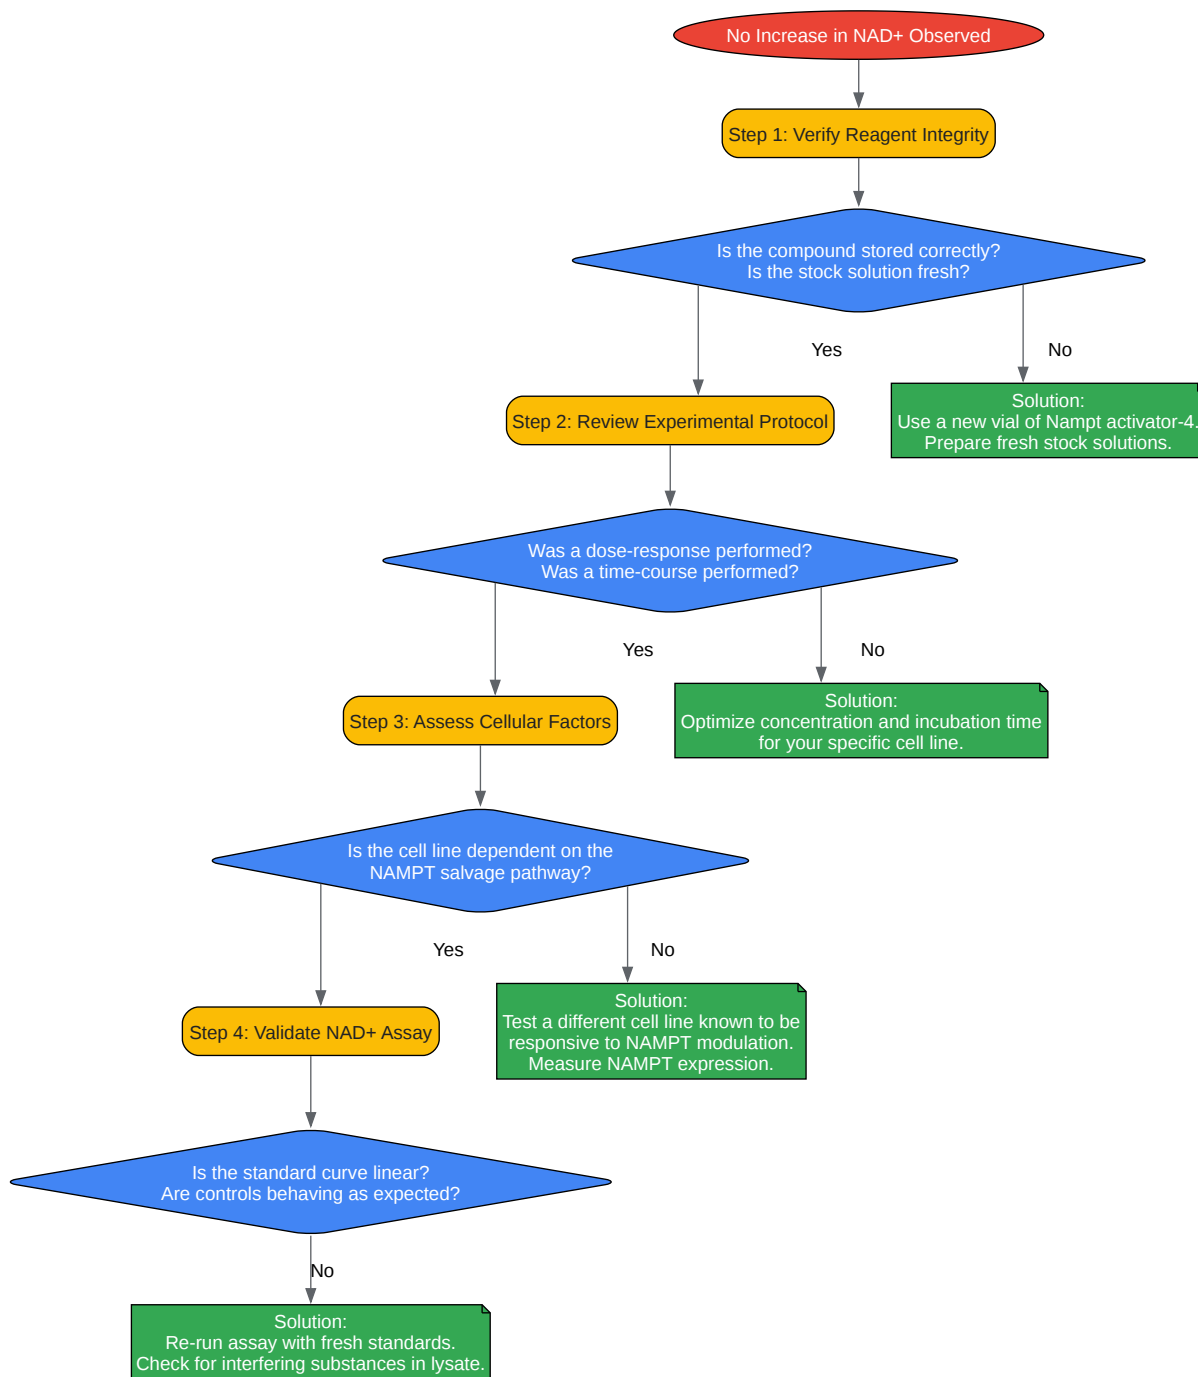 No Increase in NAD+ Observed
Step 1: Verify Reagent Integrity
Is the compound stored correctly?
Is the stock solution fresh?
Yes
No
Solution:
Use a new vial of Nampt activator-4.
Prepare fresh stock solutions.
Step 2: Review Experimental Protocol
Was a dose-response performed?
Was a time-course performed?
Yes
No
Solution:
Optimize concentration and incubation time
for your specific cell line.
Step 3: Assess Cellular Factors
Is the cell line dependent on the
NAMPT salvage pathway?
Yes
No
Solution:
Test a different cell line known to be
responsive to NAMPT modulation.
Measure NAMPT expression.
Step 4: Validate NAD+ Assay
Is the standard curve linear?
Are controls behaving as expected?
No
Solution:
Re-run assay with fresh standards.
Check for interfering substances in lysate.